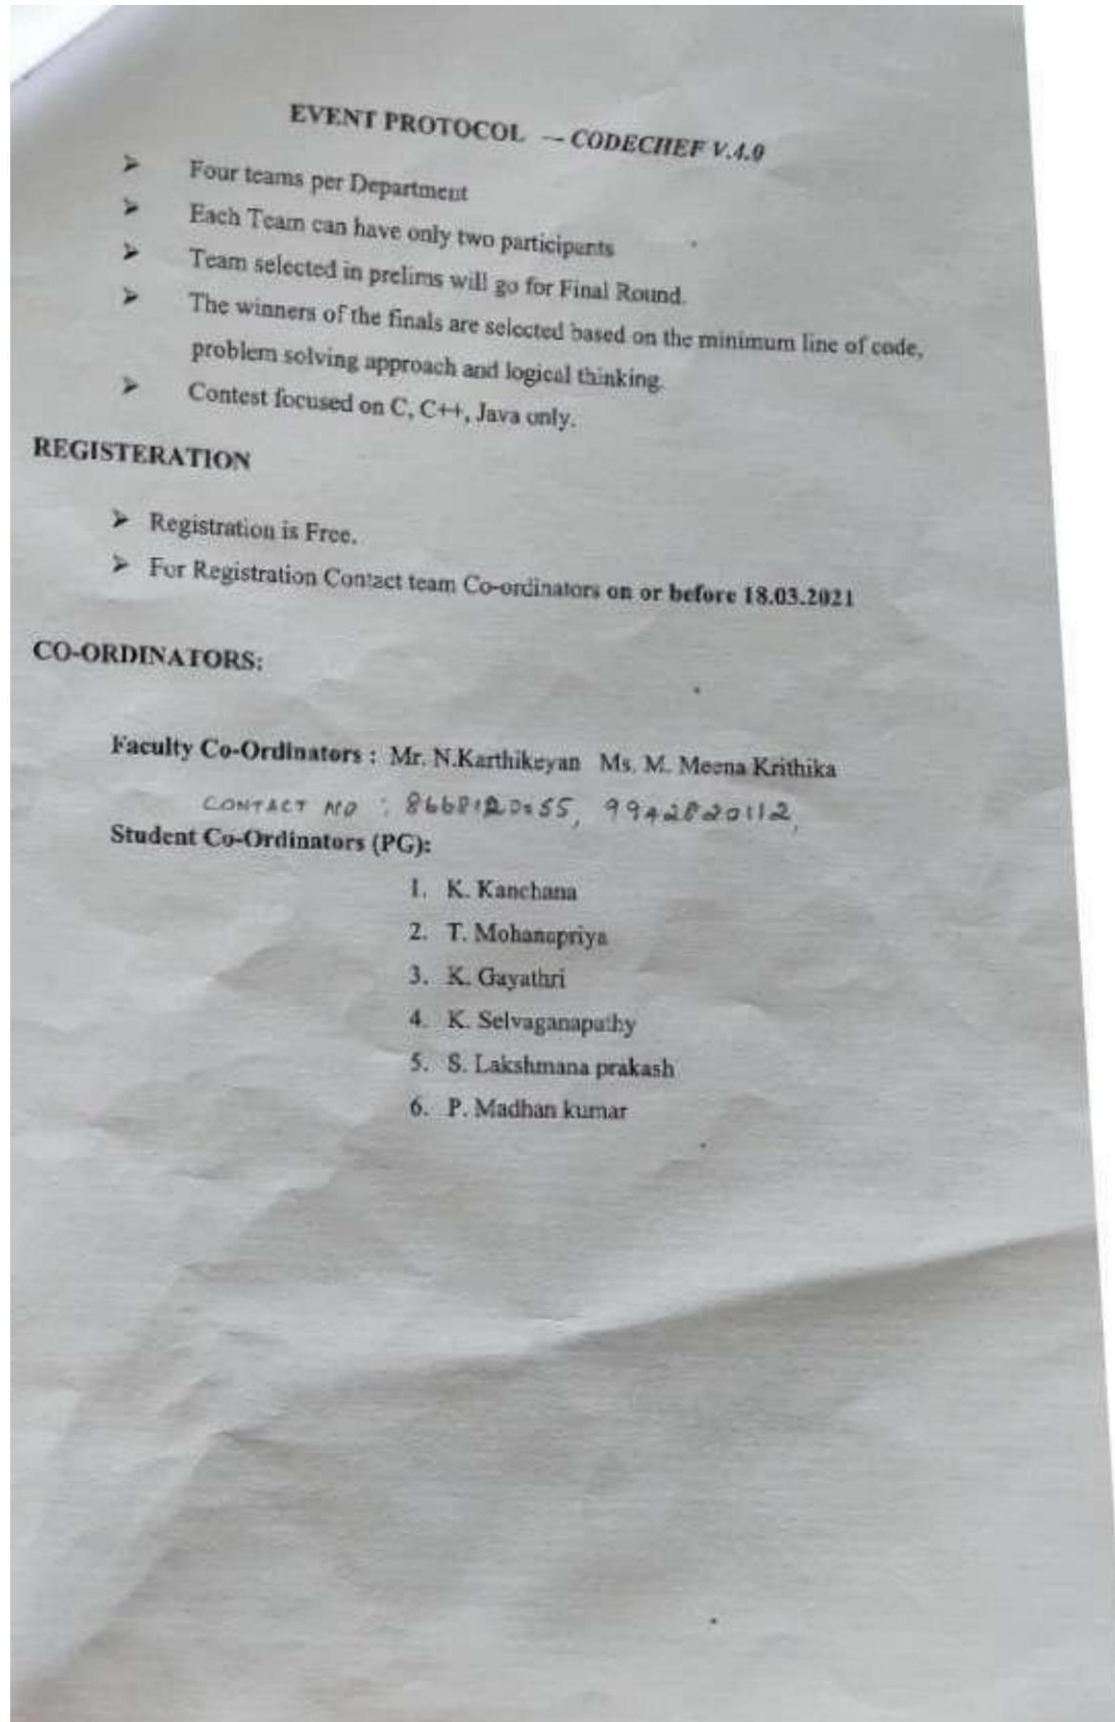 EVENT PROTOCOL — CODECHEF V.4.0
➢ Four teams per Department
➢ Each Team can have only two participants
➢ Team selected in prelims will go for Final Round.
➢ The winners of the finals are selected based on the minimum line of code,
problem solving approach and logical thinking.
➢ Contest focused on C, C++, Java only.
REGISTERATION
➢ Registration is Free.
➢ For Registration Contact team Co-ordinators on or before 18.03.2021
CO-ORDINATORS:
Faculty Co-Ordinators : Mr. N.Karthikeyan Ms. M. Meena Krithika
CONTACT NO : 9942820112,
Student Co-Ordinators (PG):
1. K. Kanchana
2. T. Mohanapriya
3. K. Gayathri
4. K. Selvaganapathy
5. S. Lakshmana prakash
6. P. Madhan kumar